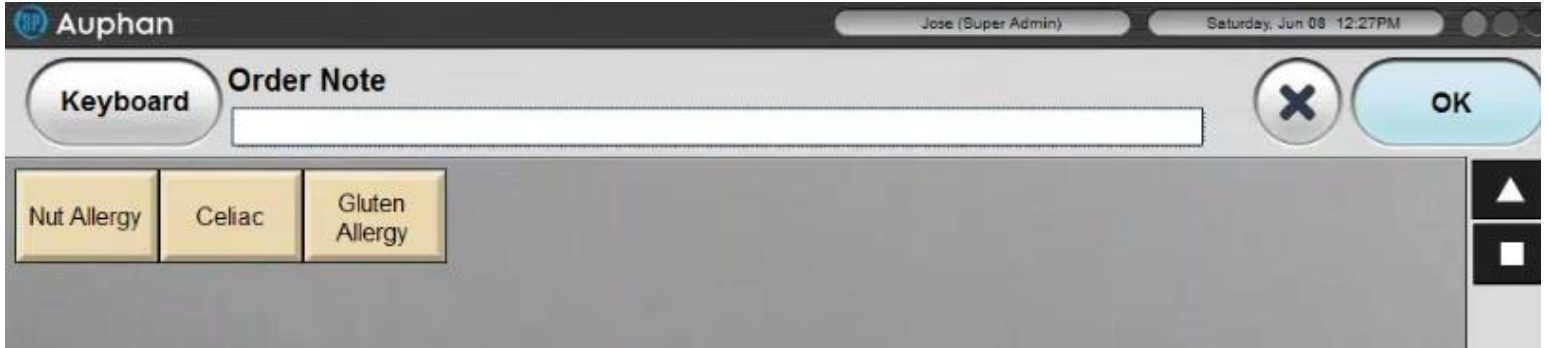 Auphan
Jose (Super Admin)
Saturday, Jun 08 12:27PM
Keyboard
Order Note
OK
Nut Allergy
Celiac
Gluten
Allergy